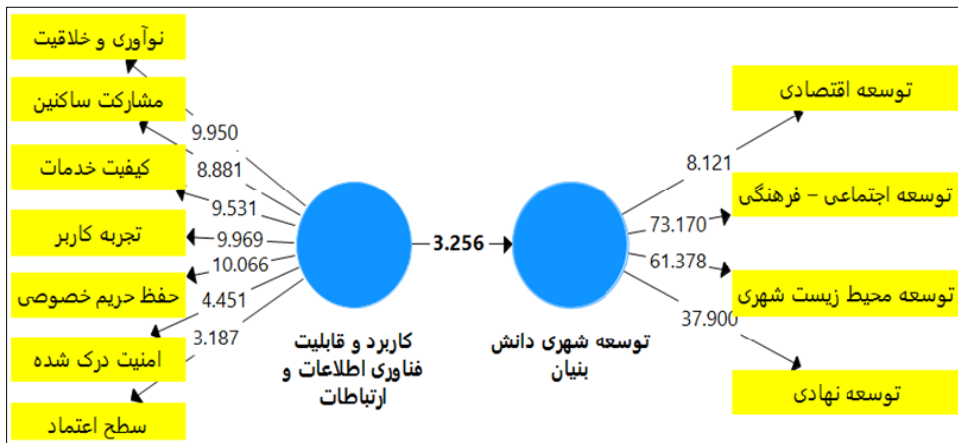 نوآوری و خلاقیت
مشارکت ساکنین
کیفیت خدمات
تجربه کاربر
حفظ حریم خصوصی
امنیت درک شده
سطح اعتماد
9.950
8.881
9.531
9.969
10.066
4.451
3.187
کاربرد و قابلیت
فناوری اطلاعات و
ارتباطات
3.256
توسعه شهری دانش
بنیان
8.121
73.170
61.378
37.900
توسعه اقتصادی
توسعه اجتماعی – فرهنگی
توسعه محیط زیست شهری
توسعه نهادی